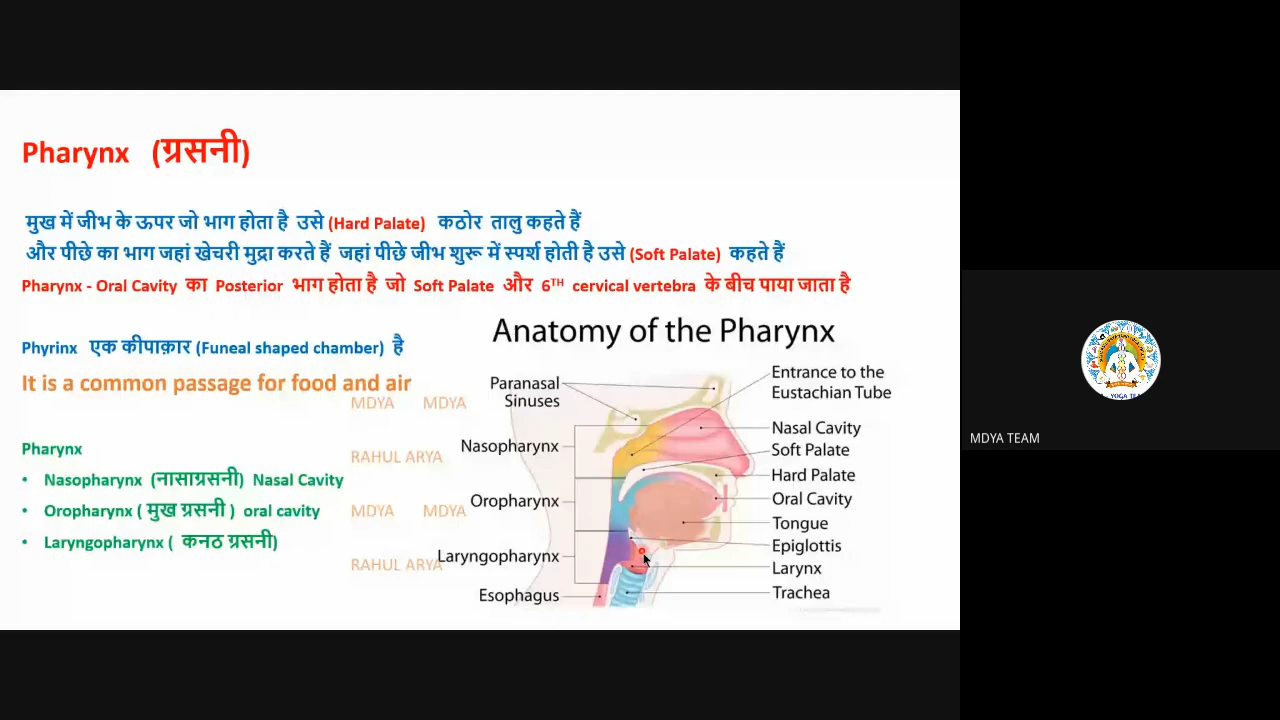 Pharynx (ग्रसनी)
मुख में जीभ के ऊपर जो भाग होता है उसे (Hard Palate) कठोर तालु कहते हैं
और पीछे का भाग जहां खेचरी मुद्रा करते हैं जहां पीछे जीभ शुरू में स्पर्श होती है उसे (Soft Palate) कहते हैं
Pharynx - Oral Cavity का Posterior भाग होता है जो Soft Palate और 6TH cervical vertebra के बीच पाया जाता है
Phyrinx एक कीपाक़ार (Funeal shaped chamber) है
It is a common passage for food and air
MDYA MDYA
RAHUL ARYA
MDYA MDYA
RAHUL ARYA
Pharynx
• Nasopharynx (नासाग्रसनी) Nasal Cavity
• Oropharynx ( मुख ग्रसनी ) oral cavity
• Laryngopharynx ( कनठ ग्रसनी)
Anatomy of the Pharynx
Paranasal
Sinuses
Nasopharynx
Oropharynx
Laryngopharynx
Esophagus
Entrance to the
Eustachian Tube
Nasal Cavity
Soft Palate
Hard Palate
Oral Cavity
Tongue
Epiglottis
Larynx
Trachea
MDYA TEAM